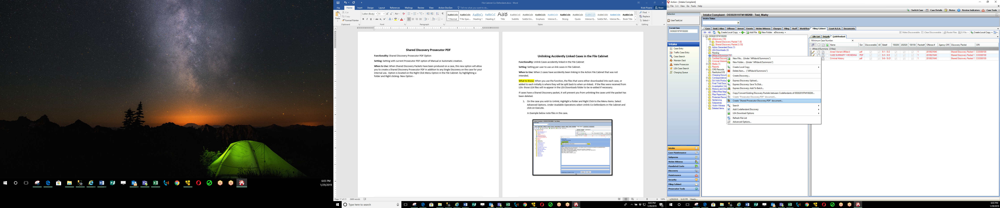 6:03 PM
1/29/2019
File Cabinet Co-Defendant.docx - Word
Kristi Pizano
Share
File Home Insert Design Layout References Mailings Review View Action DocGen Tell me what you want to do...
Paste
Cut
Copy
Format Painter
Calibri (Body) 11
Clipboard Font Paragraph Styles Editing
¶ Normal ¶ No Spac... Heading 1 Heading 2 Title Subtitle Subtle Em... Emphasis Intense E... Strong Quote Intense Q... Subtle Ref... Intense Re... Book Title
Find
Replace
Select
Shared Discovery Prosecutor PDF
Functionality: Shared Discovery Prosecutor PDF Option
Setting: Setting with current Prosecutor PDF option of Manual or Automatic creation.
When to Use: When Shared Discovery Packets have been produced on a case, this new option will allow
you to create a Shared Discovery Prosecutor PDF in addition to any Single Discovery on the case for your
internal use. Option is located on the Right Click Menu Option in the File Cabinet- by highlighting a
folder and Right clicking- New Option -
Unlinking Accidently Linked Cases in the File Cabinet
Functionality: Unlink Cases accidently linked in the File Cabinet
Setting: Setting per user to use un-link cases in File Cabinet.
When to Use: When 2 cases have accidently been linking in the Action File Cabinet that was not
intended.
What to Know: When you use the function, the files that were either downloaded into each case, or
added to each initially is where they will be split back to when un-linked. If the files were received from
LEA- those LEA files will re-appear in the LEA Downloads folder to be re-added if necessary.
If cases have a Shared Discovery packet, it will prevent you from unlinking the cases until the packet has
been deleted.
1. On the case you wish to Unlink; Highlight a folder and Right Click to the Menu items. Select
Advanced Options. Under Available Operations select Unlink Co-Defendants in File Cabinet and
click on Execute.
In Example below note files in the case.
Page 17 of 21 2600 words
100%
Type here to search
6:03 PM
1/29/2019
Action - [Intake Complaint]
File Edit View Go Tools Help
Switch Case Case Details Notes Review Indicators Case Tools
Selection
UserTaskList
Current Case
D0302019TM100200
Intake
Case Entry
Traffic Case Entry
Case Search
Maintain Daid
Intake Prosecutor
LEA Case Search
Charging Queue
Intake
Case Maintenance
Subpoena
Victim Witness
Mandated Costs
Discovery
Maintenance
Security
Filing Cabinet
Prosecutor Tools
Intake Complaint - D0302019TM100200 - Test, Marky
Intake Status:
Case Daid / Alias Offense Arrest Events Victim Witness Charges Filing Staff WorkFlow Filing Cabinet Court R.O.A. Documents
Create Local Copy Add File New Folder eDiscovery
Make Discoverable Clear Discoverable Route Files E-File Create Local Copy
D0302019TM100200
eDiscovery (19)
Shared Discovery Packet 1 (9)
Shared Discovery Packet 2 (10)
Action Generated Docs (1)
LEA Downloads (3)
Pending
Affidavit/Summons (3)
Certified Docume
Criminal Historie
Media (1)
Reports
CMS Records
Restitution/VIS
Charging Docum
Correspondence
DA Work Produc
Final Trial Docs
Investigation Wo
Motions and Ord
Offers/Plea Nego
Plea Paperwork
Protected Recor
Sentencing
Subpoenas
Victim Witness
Deleted Items
New File... (Under "Affidavit/Summons")
New Folder... (Under "Affidavit/Summons")
Create Local Copy
Delete Item... ("Affidavit/Summons")
Create Discovery...
Express Discovery: Upload...
Express Discovery: Save To Disk...
Express Discovery: Add To Batch...
Copy/Convert Existing Discovery Packets between Codefendants of D0302019TM100200...
Create "Prosecutor Discovery.PDF" document...
Create "Shared Prosecutor Discovery.PDF" document...
Search
Add Codefendant Discovery
LEA Download Options
Refresh File List
Advanced Options...
File List Details Codefendant
Minimum Case Number
Name Ext Discoverable All Bate# 100200 202020 100100 Packet# Offense # Agency ORI Discovery Packet ORI
Affidavit/Summons (3 files)
Arrest Warrant Affidavit pdf S-1 - S-2 1 2018021646 Shared Discovery Packet 1 CO0300100
CASE SUMMARY 1-MCKENNA PDF S-3 - S-5 1 2018021646 Shared Discovery Packet 1 CO0300100
Criminal History pdf S-6 - S-21 1 2018021646 Shared Discovery Packet 1 CO0300100
1/29/2019 6:03 PM Ready...
6:03 PM
1/29/2019